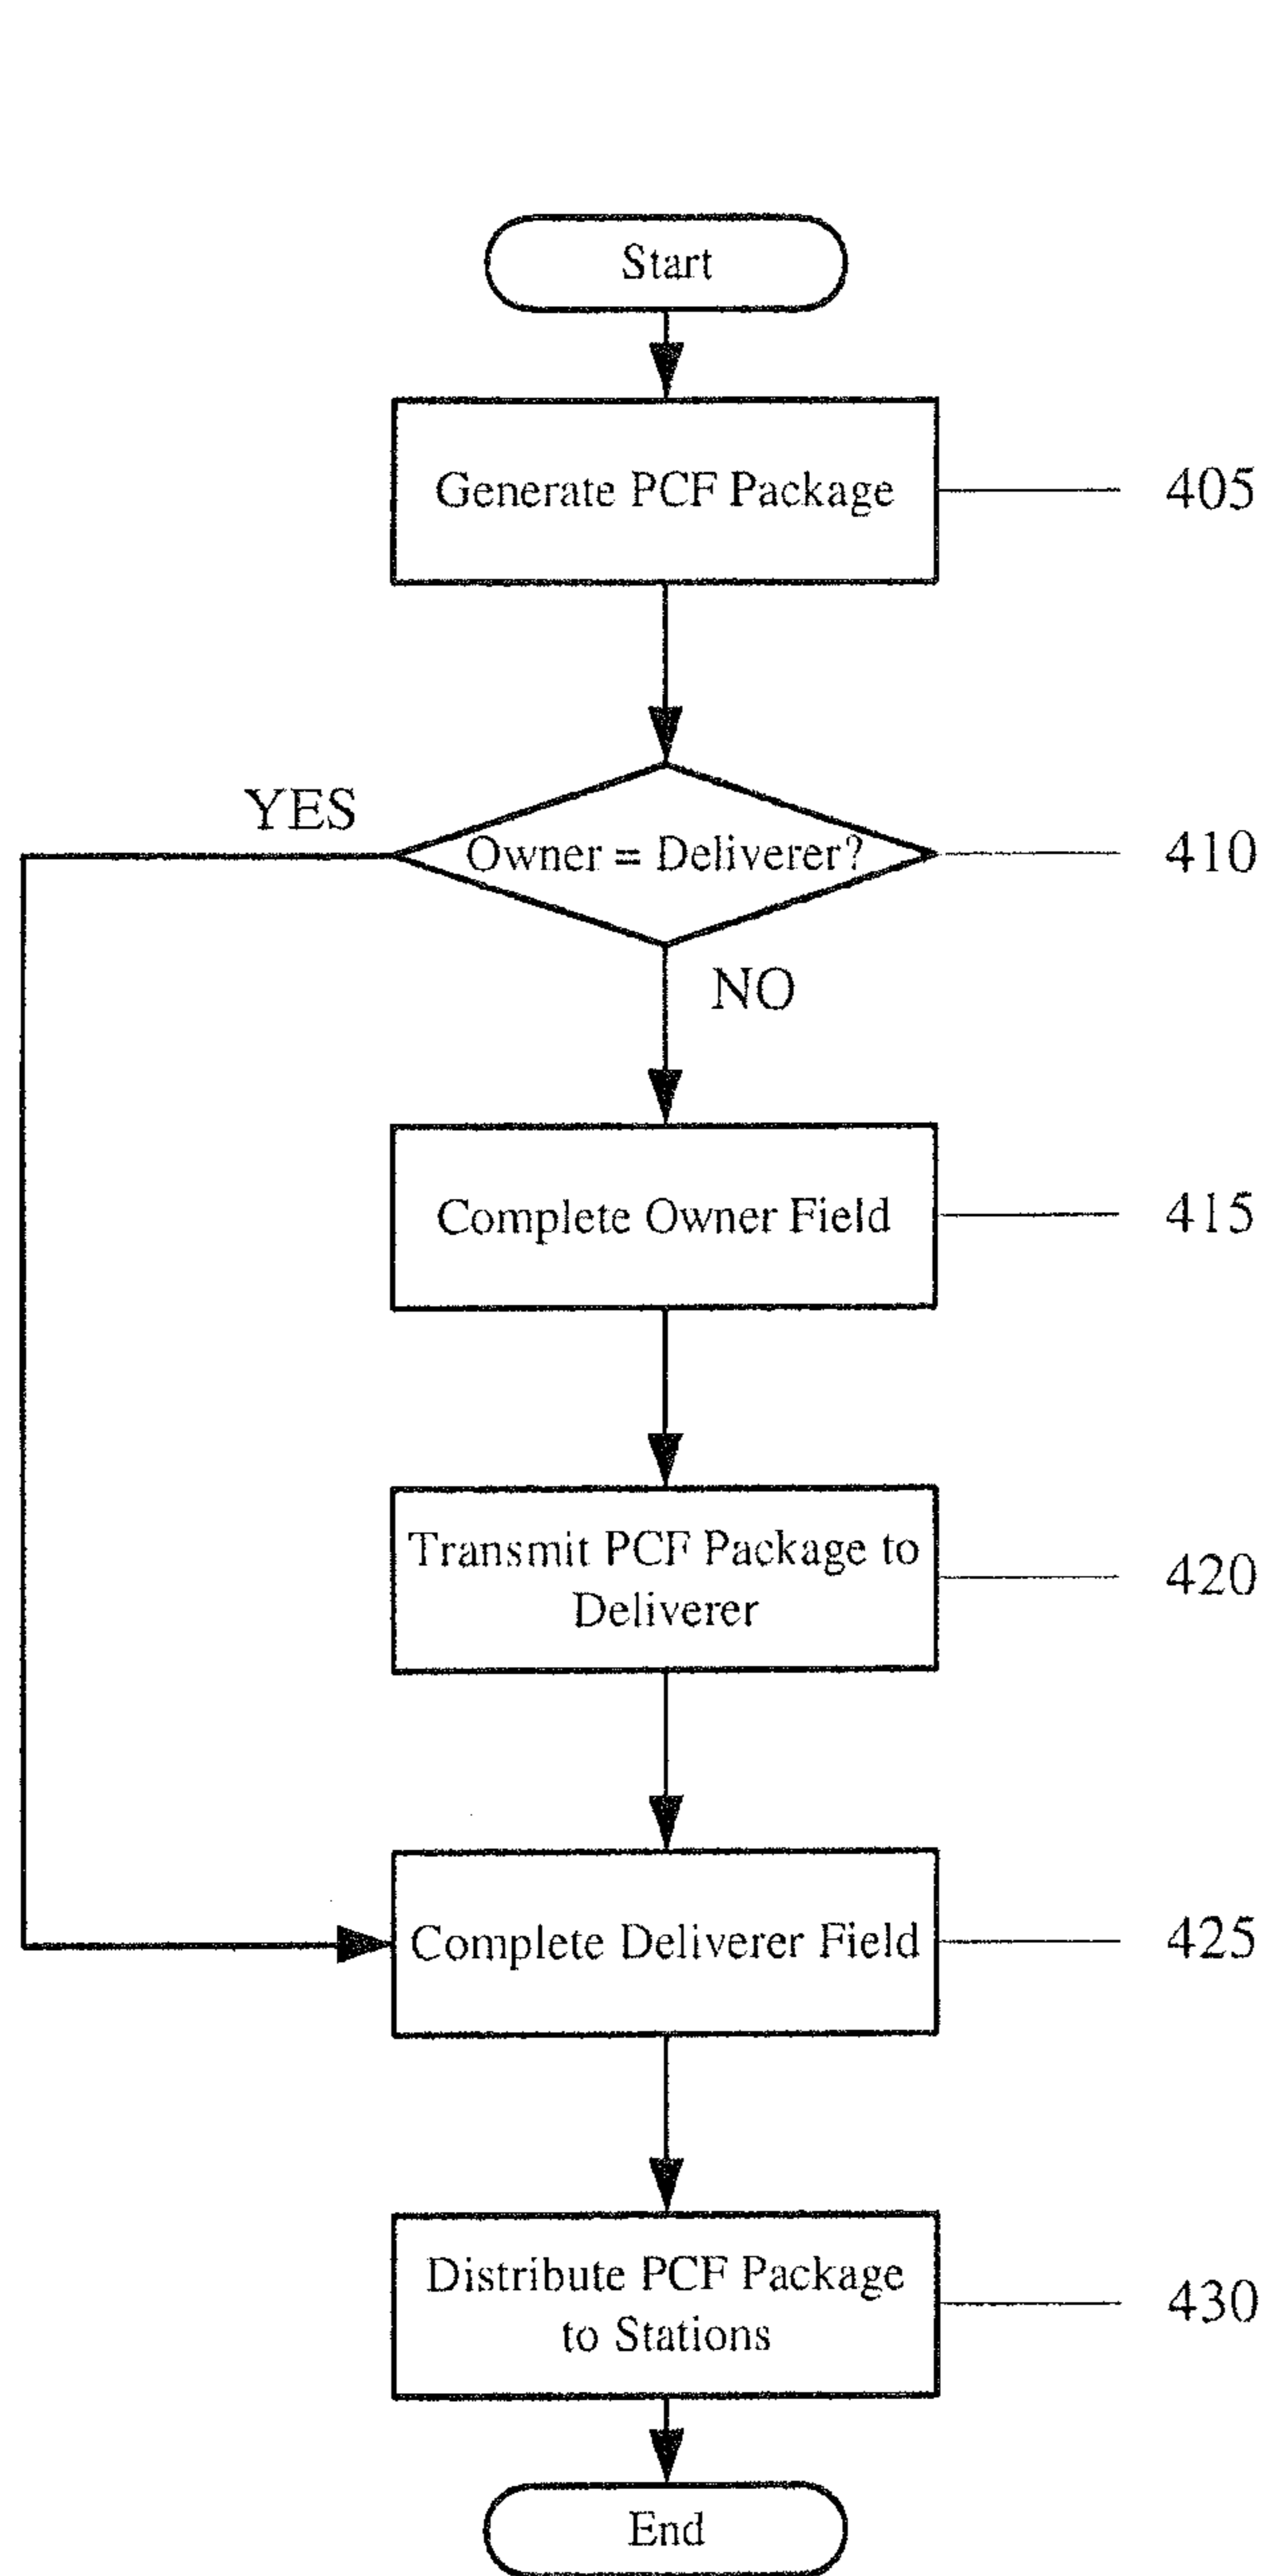 Start
Generate PCF Package
405
YES
Owner = Deliverer?
410
NO
Complete Owner Field
415
Transmit PCF Package to
Deliverer
420
Complete Deliverer Field
425
Distribute PCF Package
to Stations
430
End